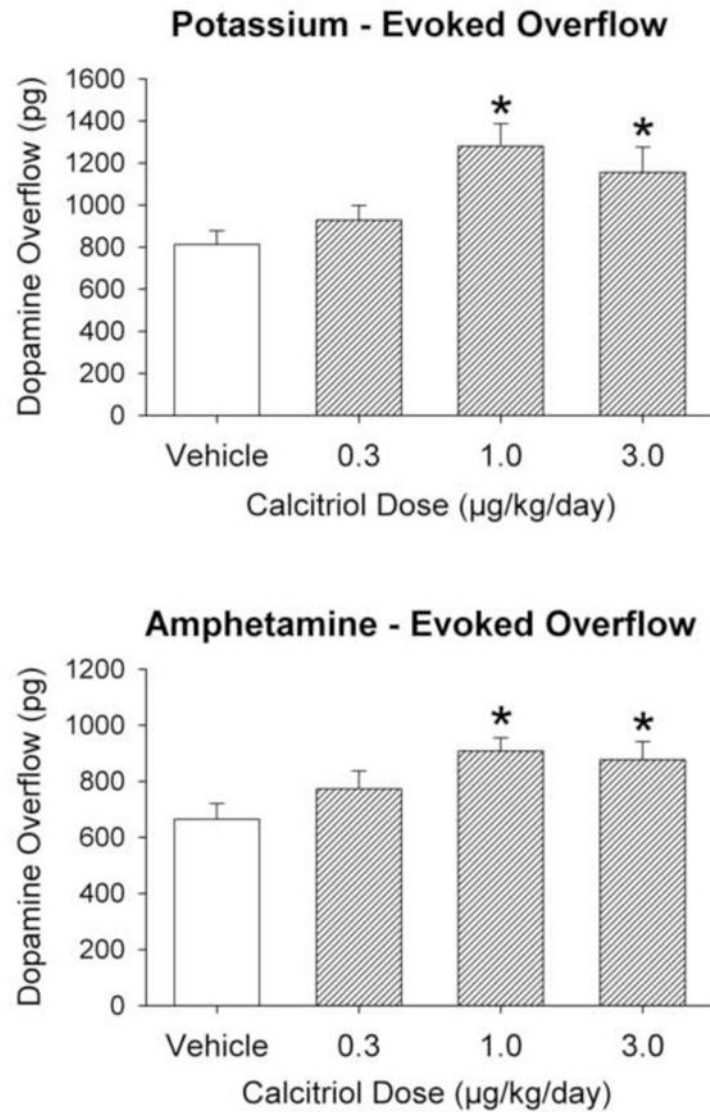 Potassium - Evoked Overflow
Dopamine Overflow (pg)
1600
1400
1200
1000
800
600
400
200
0
*
*
Vehicle 0.3 1.0 3.0
Calcitriol Dose (µg/kg/day)
Amphetamine - Evoked Overflow
Dopamine Overflow (pg)
1200
1000
800
600
400
200
0
*
*
Vehicle 0.3 1.0 3.0
Calcitriol Dose (µg/kg/day)